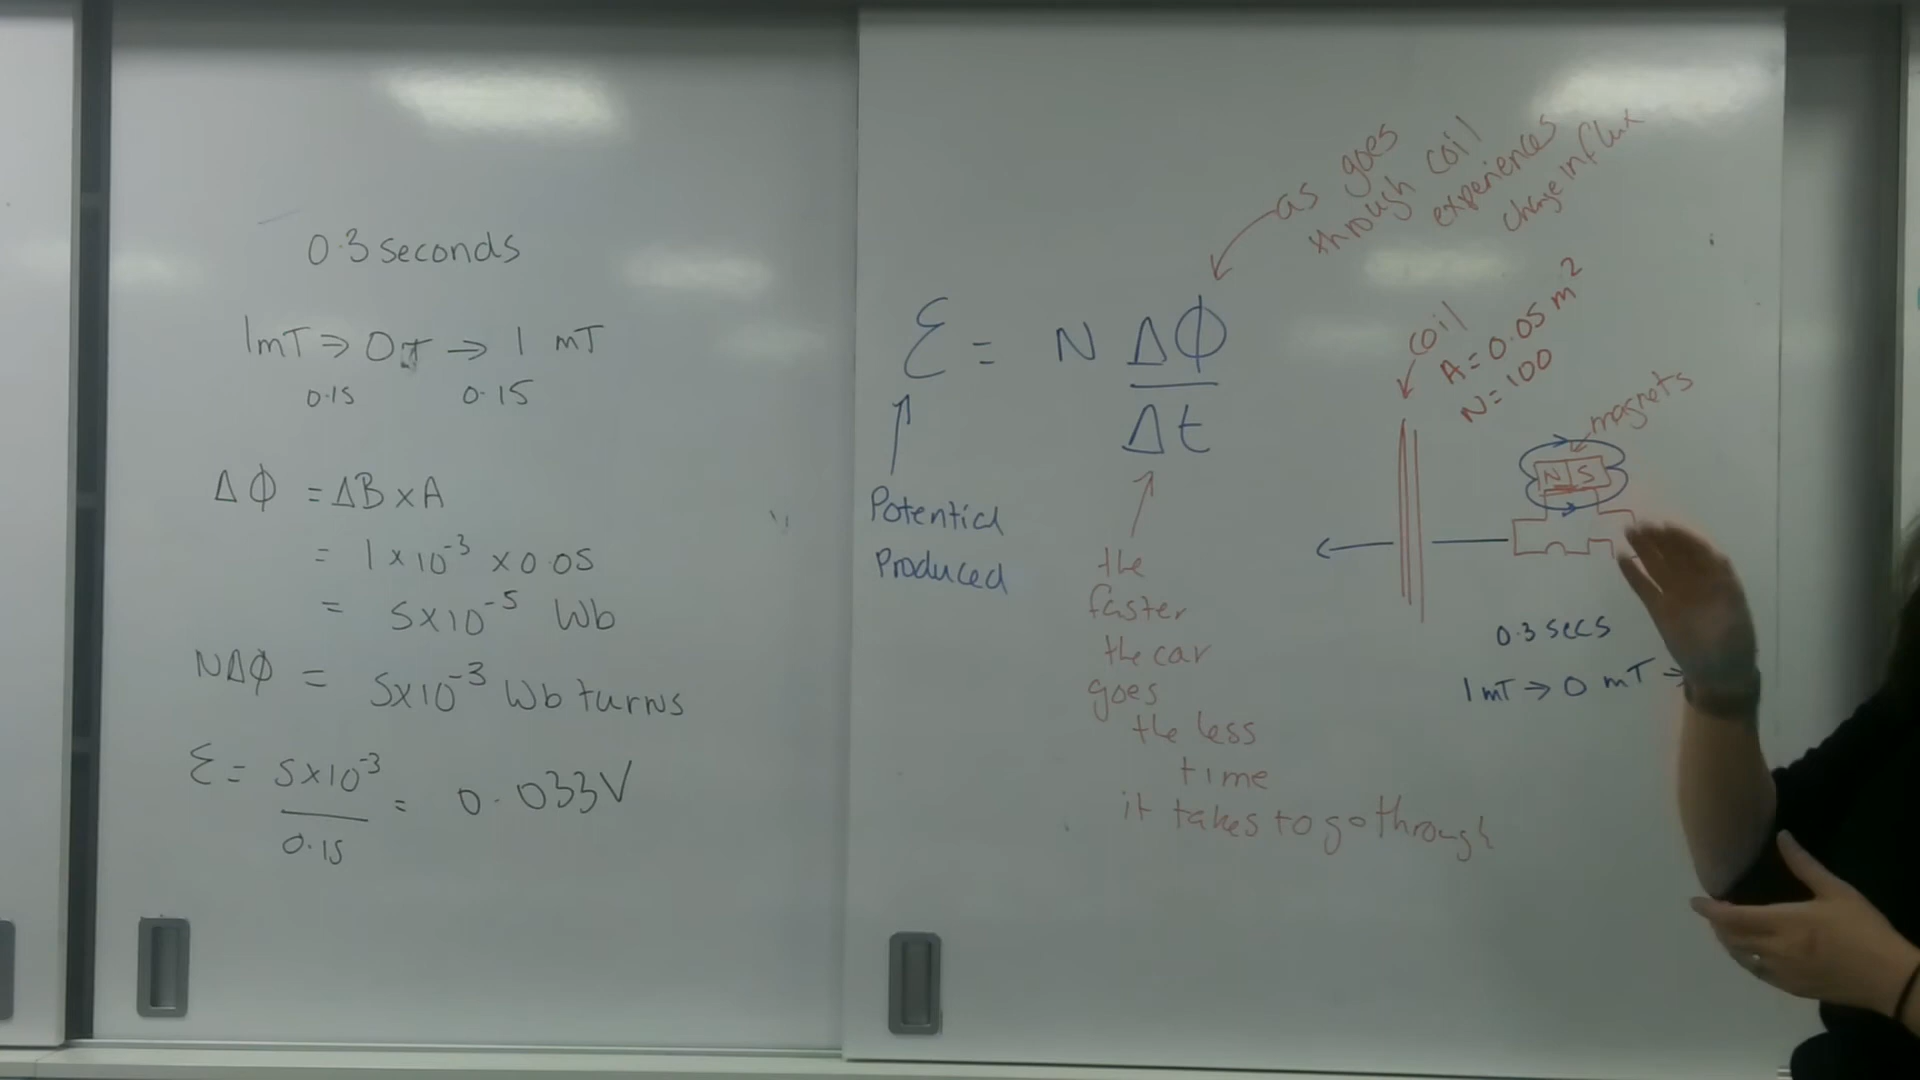 0.3 seconds
1mT → 0T → 1 mT
0.15 0.15
ΔΦ = ΔB × A
= 1 × 10⁻³ × 0.05
= 5×10⁻⁵ Wb
NΔΦ = 5×10⁻³ Wb turns
Ɛ = 5×10⁻³ = 0.033V
0.15
as goes
through coil
experiences
change in flux
Ɛ = N ΔΦ
Δt
Potential
Produced
the
faster
the car
goes
the less
time
it takes to go through
coil
A = 0.05 m²
N = 100
magnets
N S
0.3 secs
1 mT → 0 mT →